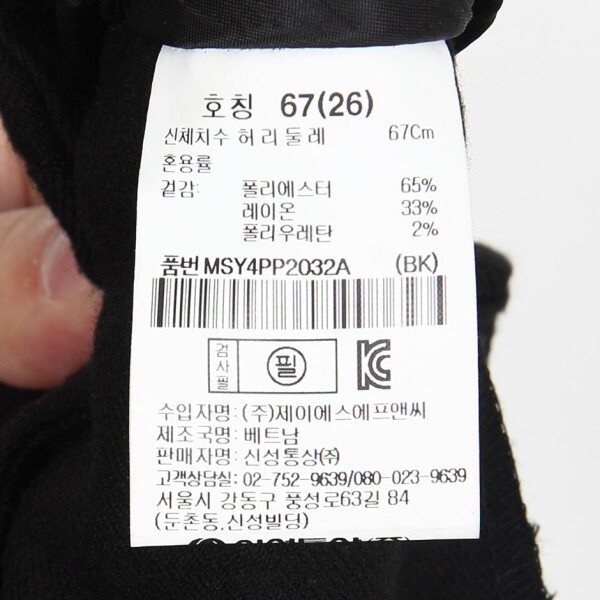 호칭 67(26)
신체치수 허리둘레 67Cm
혼용률
겉감: 폴리에스터 65%
레이온 33%
폴리우레탄 2%
품번 MSY4PP2032A (BK)
검사필 필 KC
수입자명: (주)제이에스에프앤씨
제조국명: 베트남
판매자명: 신성통상(주)
고객상담실: 02-752-9639/080-023-9639
서울시 강동구 풍성로63길 84
(둔촌동,신성빌딩)